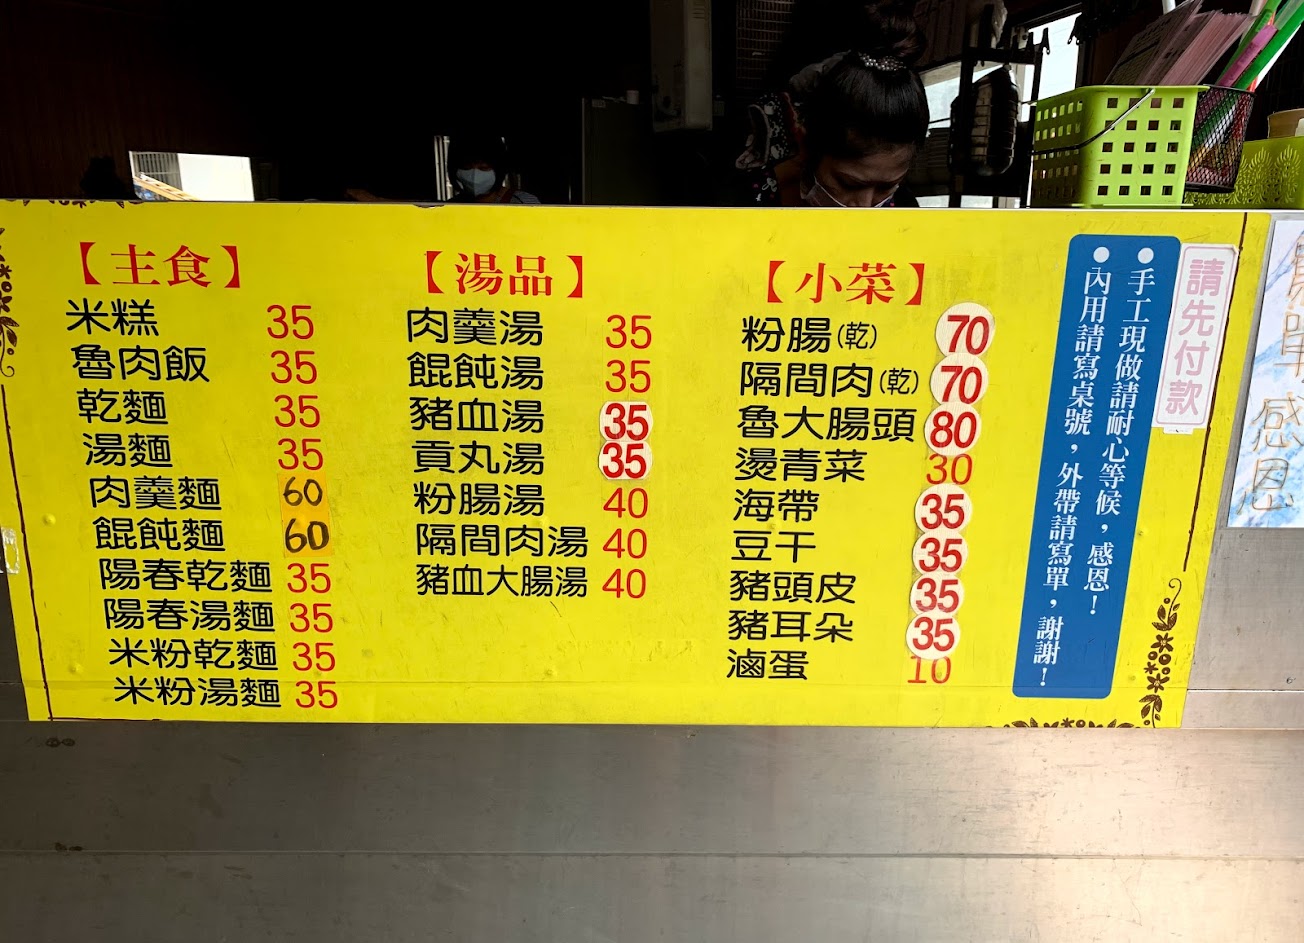 【主食】
米糕 35
魯肉飯 35
乾麵 35
湯麵 35
肉羹麵 60
餛飩麵 60
陽春乾麵 35
陽春湯麵 35
米粉乾麵 35
米粉湯麵 35
【湯品】
肉羹湯 35
餛飩湯 35
豬血湯 35
貢丸湯 35
粉腸湯 40
隔間肉湯 40
豬血大腸湯 40
【小菜】
粉腸(乾) 70
隔間肉(乾) 70
魯大腸頭 80
燙青菜 30
海帶 35
豆干 35
豬頭皮 35
豬耳朵 35
滷蛋 10
●手工現做請耐心等候，感恩！
●內用請寫桌號，外帶請寫單，謝謝！
請先付款
單 感恩